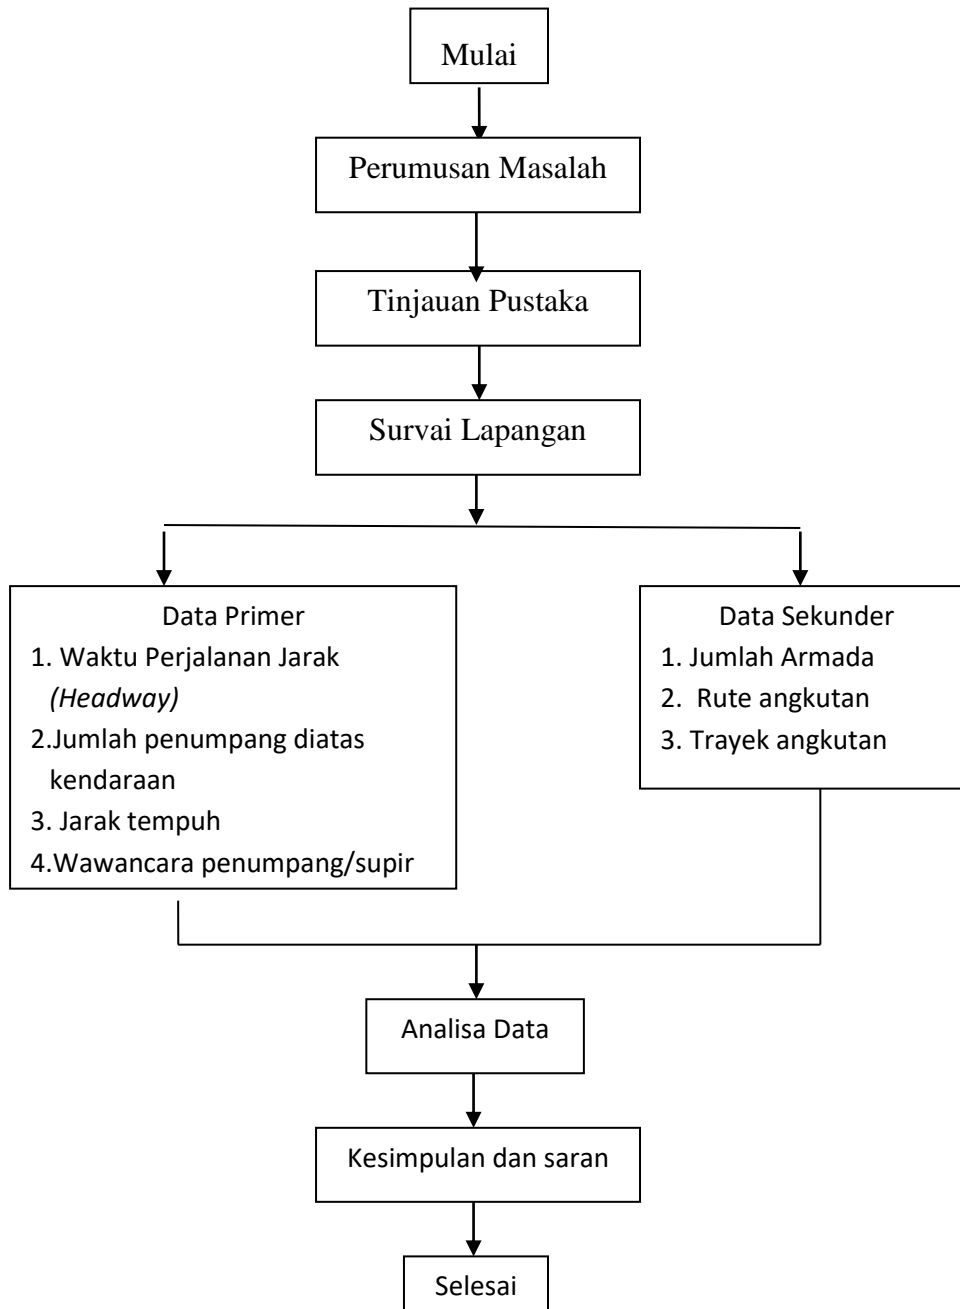 Mulai
Perumusan Masalah
Tinjauan Pustaka
Survai Lapangan
Data Primer
1. Waktu Perjalanan Jarak
(Headway)
2.Jumlah penumpang diatas
kendaraan
3. Jarak tempuh
4.Wawancara penumpang/supir
Data Sekunder
1. Jumlah Armada
2. Rute angkutan
3. Trayek angkutan
Analisa Data
Kesimpulan dan saran
Selesai